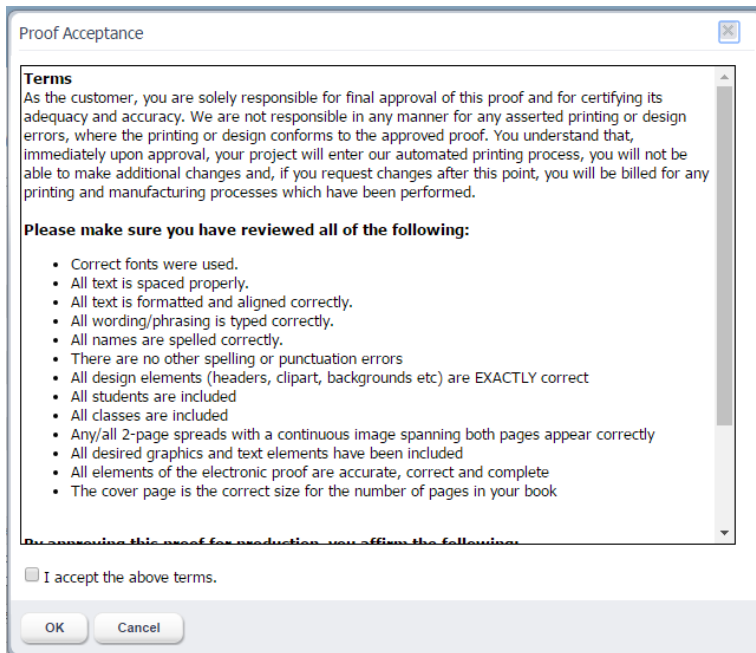 Proof Acceptance
Terms
As the customer, you are solely responsible for final approval of this proof and for certifying its
adequacy and accuracy. We are not responsible in any manner for any asserted printing or design
errors, where the printing or design conforms to the approved proof. You understand that,
immediately upon approval, your project will enter our automated printing process, you will not be
able to make additional changes and, if you request changes after this point, you will be billed for any
printing and manufacturing processes which have been performed.
Please make sure you have reviewed all of the following:
• Correct fonts were used.
• All text is spaced properly.
• All text is formatted and aligned correctly.
• All wording/phrasing is typed correctly.
• All names are spelled correctly.
• There are no other spelling or punctuation errors
• All design elements (headers, clipart, backgrounds etc) are EXACTLY correct
• All students are included
• All classes are included
• Any/all 2-page spreads with a continuous image spanning both pages appear correctly
• All desired graphics and text elements have been included
• All elements of the electronic proof are accurate, correct and complete
• The cover page is the correct size for the number of pages in your book
By approving this proof for production, you affirm the following:
I accept the above terms.
OK Cancel